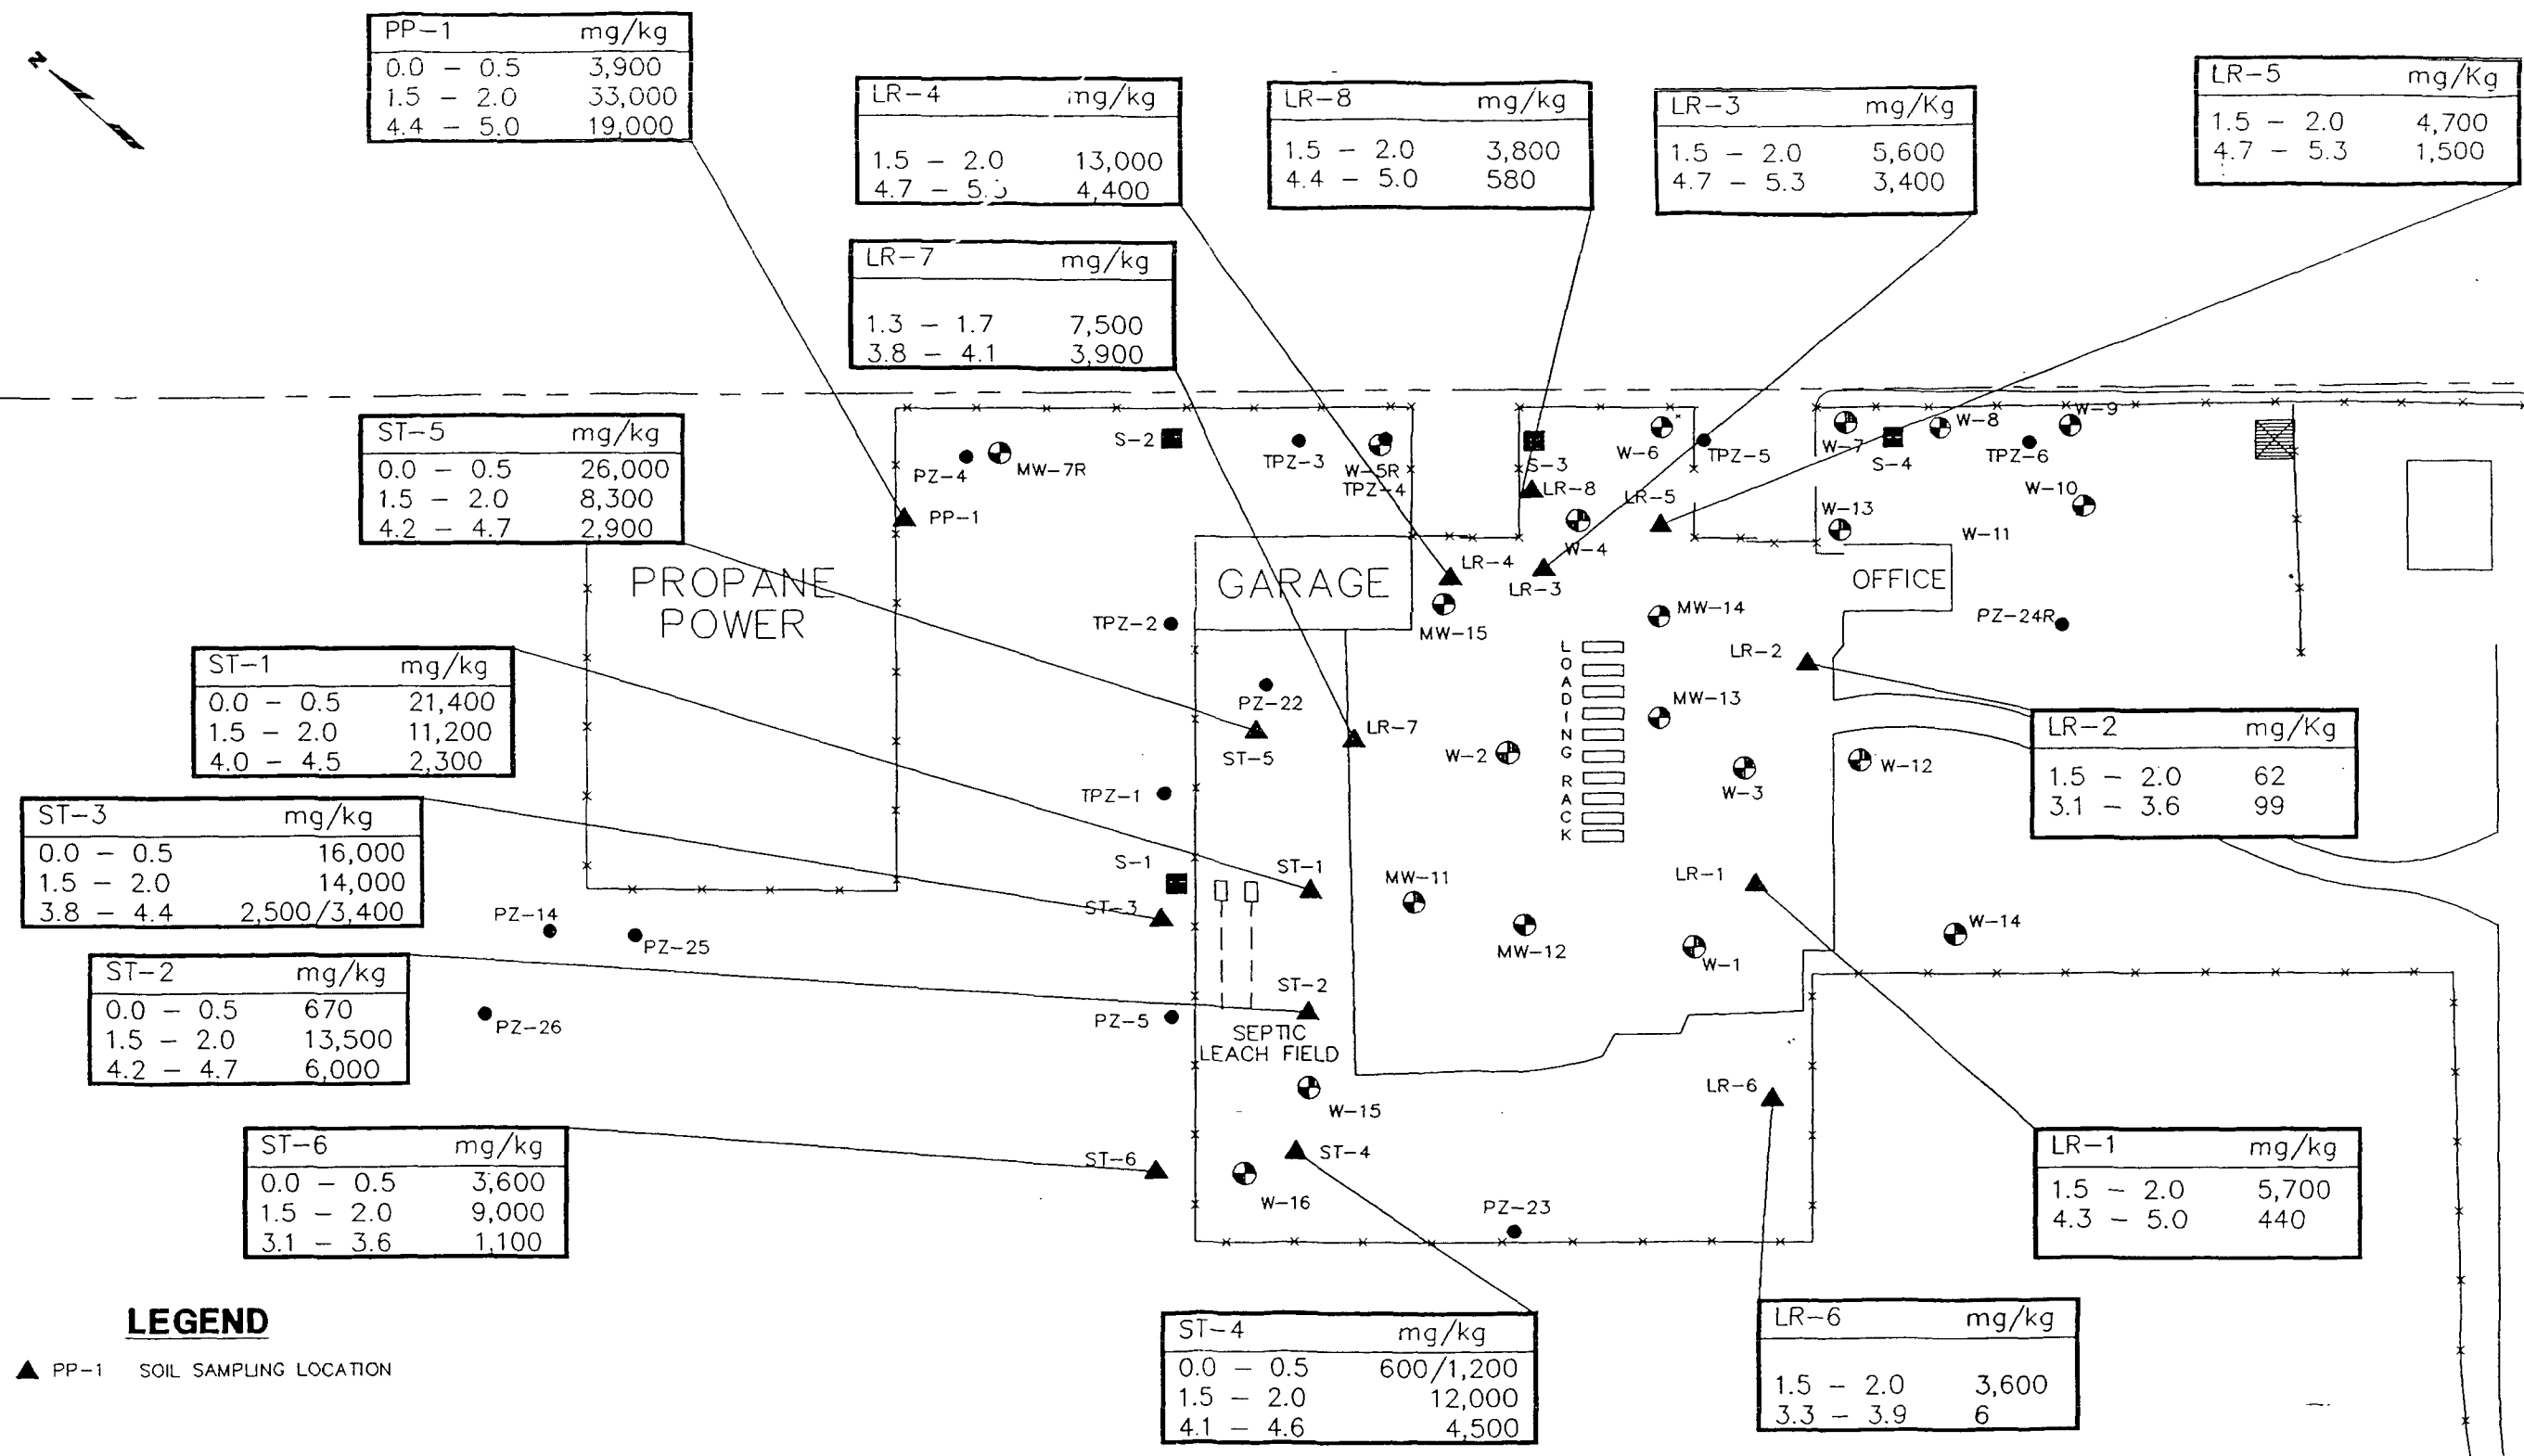 N
PP-1 mg/kg
0.0 - 0.5 3,900
1.5 - 2.0 33,000
4.4 - 5.0 19,000
LR-4 mg/kg
1.5 - 2.0 13,000
4.7 - 5.3 4,400
LR-8 mg/kg
1.5 - 2.0 3,800
4.4 - 5.0 580
LR-3 mg/Kg
1.5 - 2.0 5,600
4.7 - 5.3 3,400
LR-5 mg/Kg
1.5 - 2.0 4,700
4.7 - 5.3 1,500
LR-7 mg/kg
1.3 - 1.7 7,500
3.8 - 4.1 3,900
ST-5 mg/kg
0.0 - 0.5 26,000
1.5 - 2.0 8,300
4.2 - 4.7 2,900
ST-1 mg/kg
0.0 - 0.5 21,400
1.5 - 2.0 11,200
4.0 - 4.5 2,300
ST-3 mg/kg
0.0 - 0.5 16,000
1.5 - 2.0 14,000
3.8 - 4.4 2,500/3,400
ST-2 mg/kg
0.0 - 0.5 670
1.5 - 2.0 13,500
4.2 - 4.7 6,000
ST-6 mg/kg
0.0 - 0.5 3,600
1.5 - 2.0 9,000
3.1 - 3.6 1,100
ST-4 mg/kg
0.0 - 0.5 600/1,200
1.5 - 2.0 12,000
4.1 - 4.6 4,500
LR-6 mg/kg
1.5 - 2.0 3,600
3.3 - 3.9 6
LR-1 mg/kg
1.5 - 2.0 5,700
4.3 - 5.0 440
LR-2 mg/Kg
1.5 - 2.0 62
3.1 - 3.6 99
S-2
PZ-4
MW-7R
TPZ-3
W-5R
TPZ-4
S-3
W-6
TPZ-5
W-7
S-4
W-8
W-9
TPZ-6
W-10
PP-1
LR-8
LR-5
W-13
W-11
W-4
LR-4
LR-3
PROPANE
POWER
GARAGE
OFFICE
TPZ-2
MW-15
MW-14
PZ-24R
LR-2
PZ-22
ST-5
LR-7
MW-13
LOADING RACK
W-2
W-3
W-12
TPZ-1
S-1
ST-1
MW-11
LR-1
ST-3
PZ-14
PZ-25
MW-12
W-1
W-14
ST-2
PZ-26
PZ-5
SEPTIC
LEACH FIELD
LR-6
W-15
ST-6
ST-4
W-16
PZ-23
LEGEND
PP-1 SOIL SAMPLING LOCATION